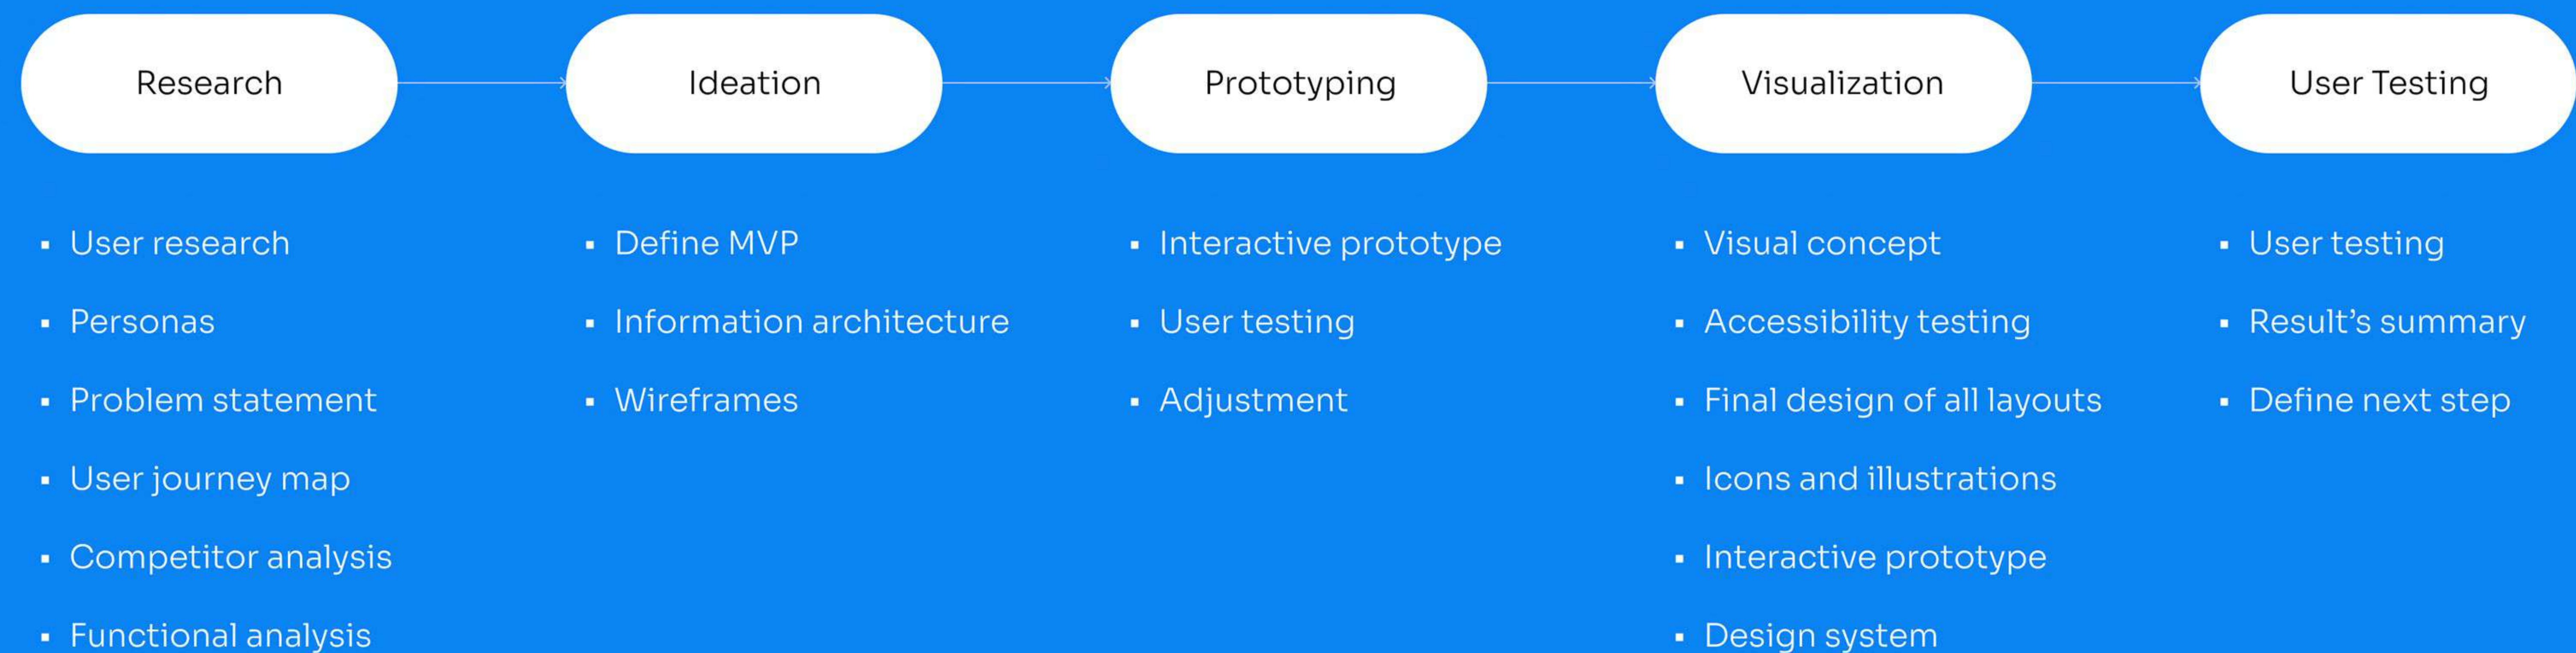 Research
Ideation
Prototyping
Visualization
User Testing
▪ User research
▪ Personas
▪ Problem statement
▪ User journey map
▪ Competitor analysis
▪ Functional analysis
▪ Define MVP
▪ Information architecture
▪ Wireframes
▪ Interactive prototype
▪ User testing
▪ Adjustment
▪ Visual concept
▪ Accessibility testing
▪ Final design of all layouts
▪ Icons and illustrations
▪ Interactive prototype
▪ Design system
▪ User testing
▪ Result’s summary
▪ Define next step